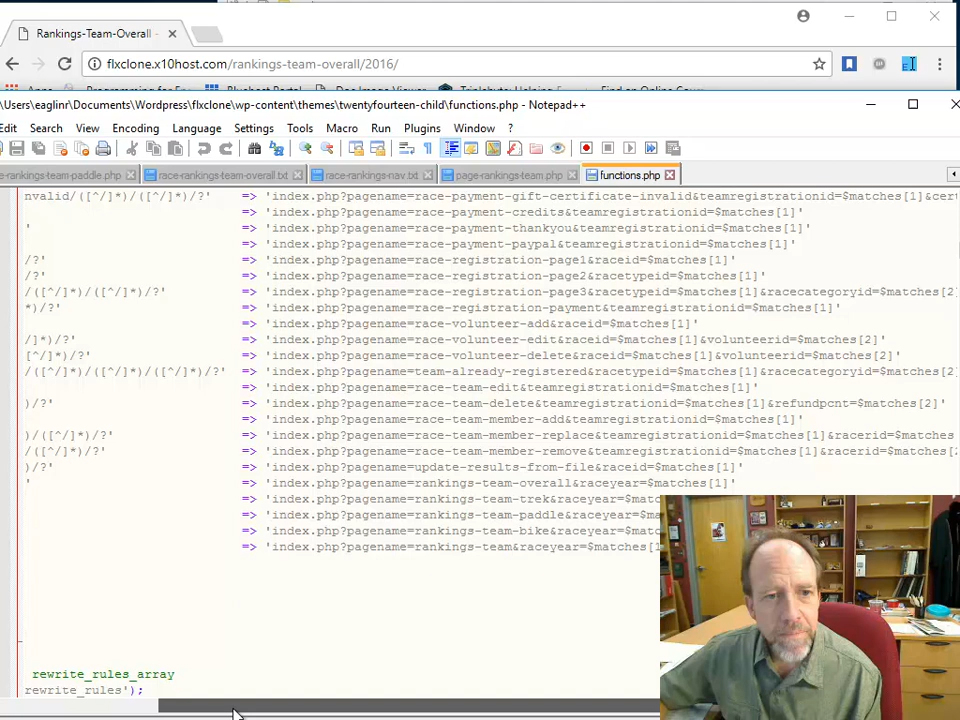 Rankings-Team-Overall -
flxclone.x10host.com/rankings-team-overall/2016/
Users\eaglinr\Documents\Wordpress\flxclone\wp-content\themes\twentyfourteen-child\functions.php - Notepad++
Edit Search View Encoding Language Settings Tools Macro Run Plugins Window ?
e-rankings-team-paddle.php race-rankings-team-overall.txt race-rankings-nav.txt page-rankings-team.php functions.php
nvalid/([^/]*)/([^/]*)/?' => 'index.php?pagename=race-payment-gift-certificate-invalid&teamregistrationid=$matches[1]&cer
=> 'index.php?pagename=race-payment-credits&teamregistrationid=$matches[1]'
' => 'index.php?pagename=race-payment-thankyou&teamregistrationid=$matches[1]'
=> 'index.php?pagename=race-payment-paypal&teamregistrationid=$matches[1]'
/?' => 'index.php?pagename=race-registration-page1&raceid=$matches[1]'
/?' => 'index.php?pagename=race-registration-page2&racetypeid=$matches[1]'
/([^/]*)/([^/]*)/?' => 'index.php?pagename=race-registration-page3&racetypeid=$matches[1]&racecategoryid=$matches[2
*)/?' => 'index.php?pagename=race-registration-payment&teamregistrationid=$matches[1]'
=> 'index.php?pagename=race-volunteer-add&raceid=$matches[1]'
/]*)/?' => 'index.php?pagename=race-volunteer-edit&raceid=$matches[1]&volunteerid=$matches[2]'
[^/]*)/?' => 'index.php?pagename=race-volunteer-delete&raceid=$matches[1]&volunteerid=$matches[2]'
/([^/]*)/([^/]*)/([^/]*)/?' => 'index.php?pagename=team-already-registered&racetypeid=$matches[1]&racecategoryid=$matches[2
=> 'index.php?pagename=race-team-edit&teamregistrationid=$matches[1]'
)/?' => 'index.php?pagename=race-team-delete&teamregistrationid=$matches[1]&refundpcnt=$matches[2]'
=> 'index.php?pagename=race-team-member-add&teamregistrationid=$matches[1]'
)/([^/]*)/?' => 'index.php?pagename=race-team-member-replace&teamregistrationid=$matches[1]&racerid=$matches
/([^/]*)/?' => 'index.php?pagename=race-team-member-remove&teamregistrationid=$matches[1]&racerid=$matches[2
)/?' => 'index.php?pagename=update-results-from-file&raceid=$matches[1]'
' => 'index.php?pagename=rankings-team-overall&raceyear=$matches[1]'
=> 'index.php?pagename=rankings-team-trek&raceyear=$matc
=> 'index.php?pagename=rankings-team-paddle&raceyear=$ma
=> 'index.php?pagename=rankings-team-bike&raceyear=$matc
=> 'index.php?pagename=rankings-team&raceyear=$matches[1
rewrite_rules_array
rewrite_rules');